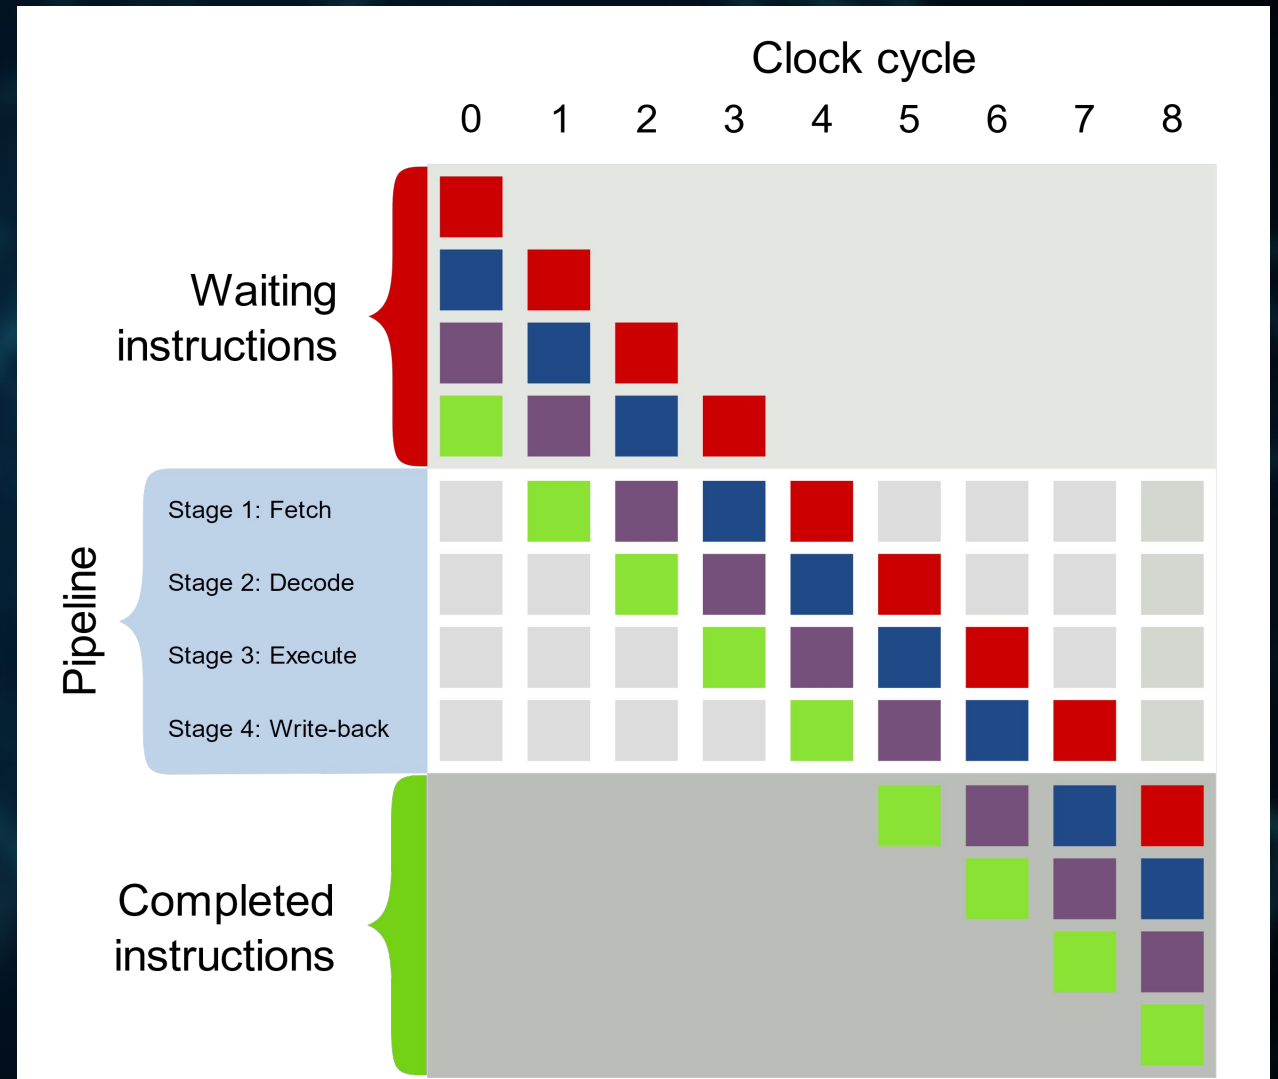 Clock cycle
0 1 2 3 4 5 6 7 8
Waiting
instructions
Pipeline
Stage 1: Fetch
Stage 2: Decode
Stage 3: Execute
Stage 4: Write-back
Completed
instructions